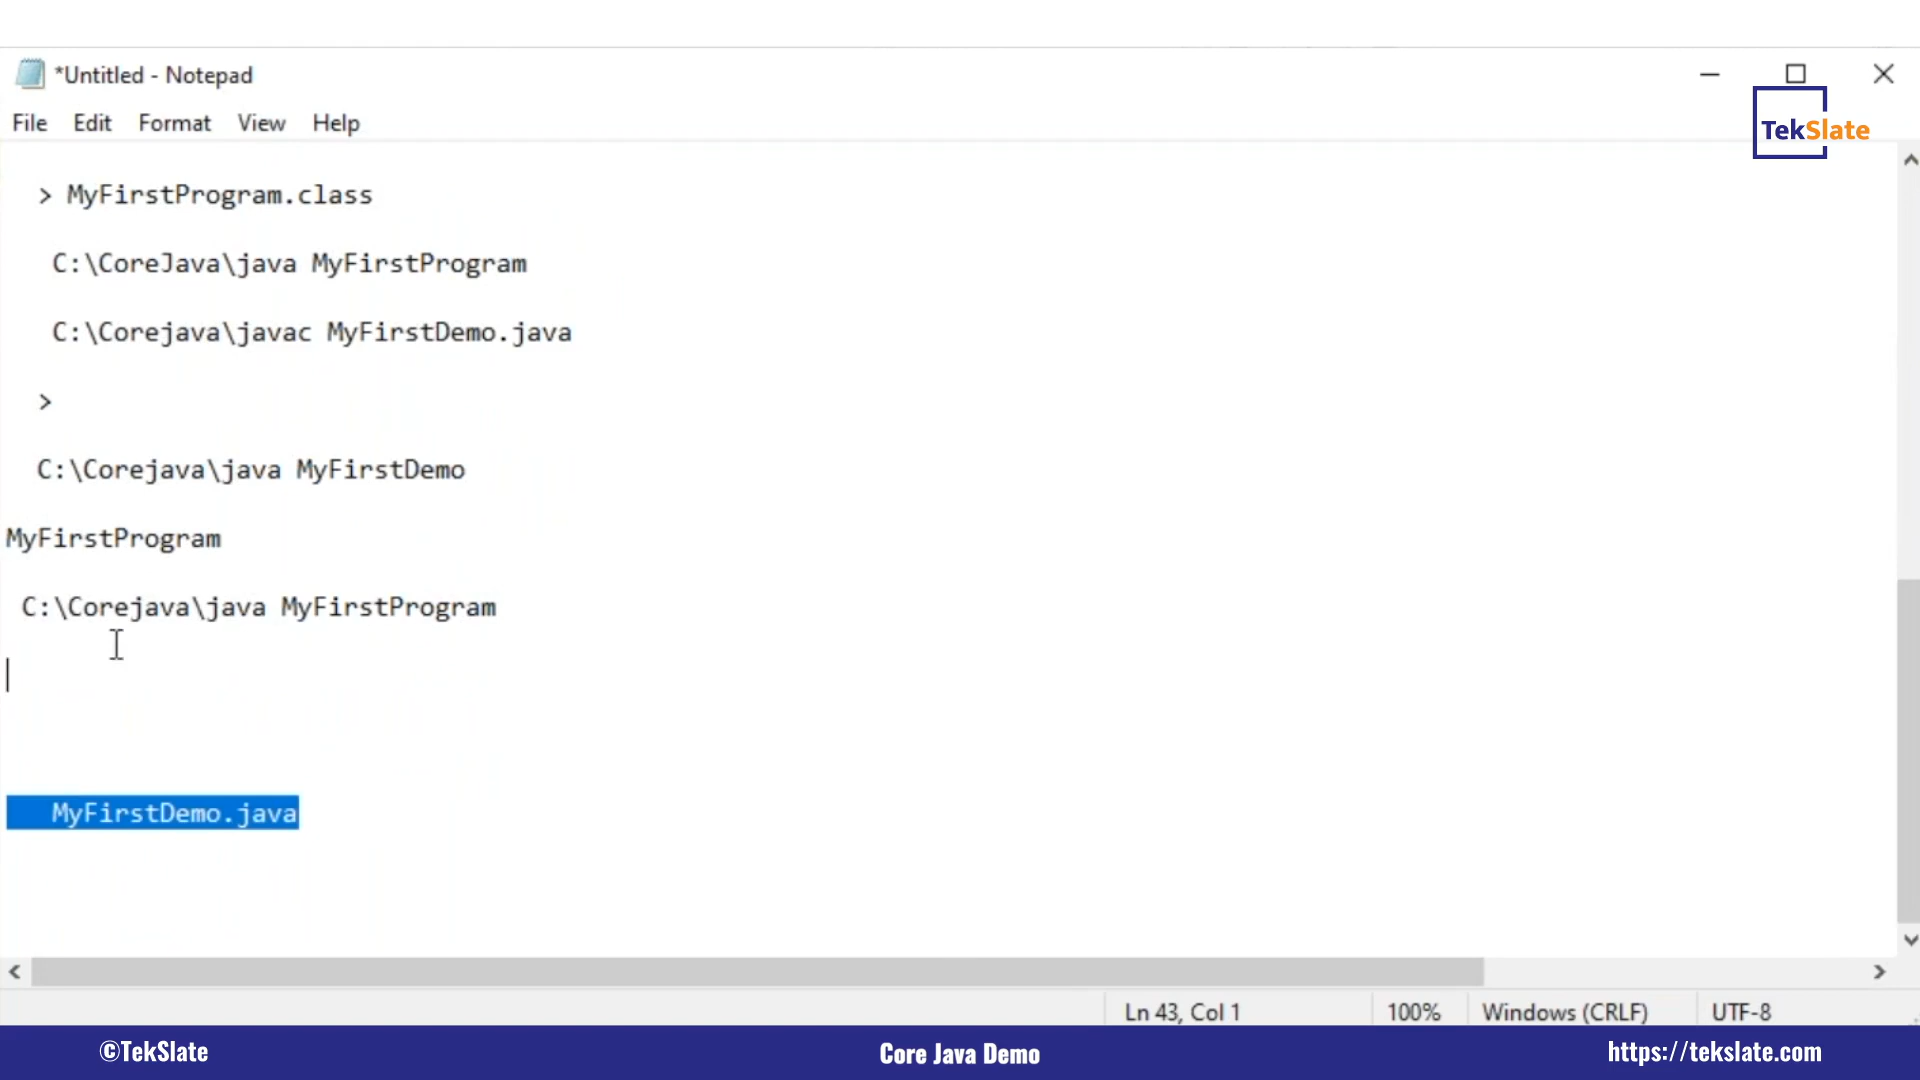 *Untitled - Notepad
File Edit Format View Help
TekSlate
> MyFirstProgram.class
C:\CoreJava\java MyFirstProgram
C:\Corejava\javac MyFirstDemo.java
>
C:\Corejava\java MyFirstDemo
MyFirstProgram
C:\Corejava\java MyFirstProgram
MyFirstDemo.java
Ln 43, Col 1 100% Windows (CRLF) UTF-8
©TekSlate Core Java Demo https://tekslate.com